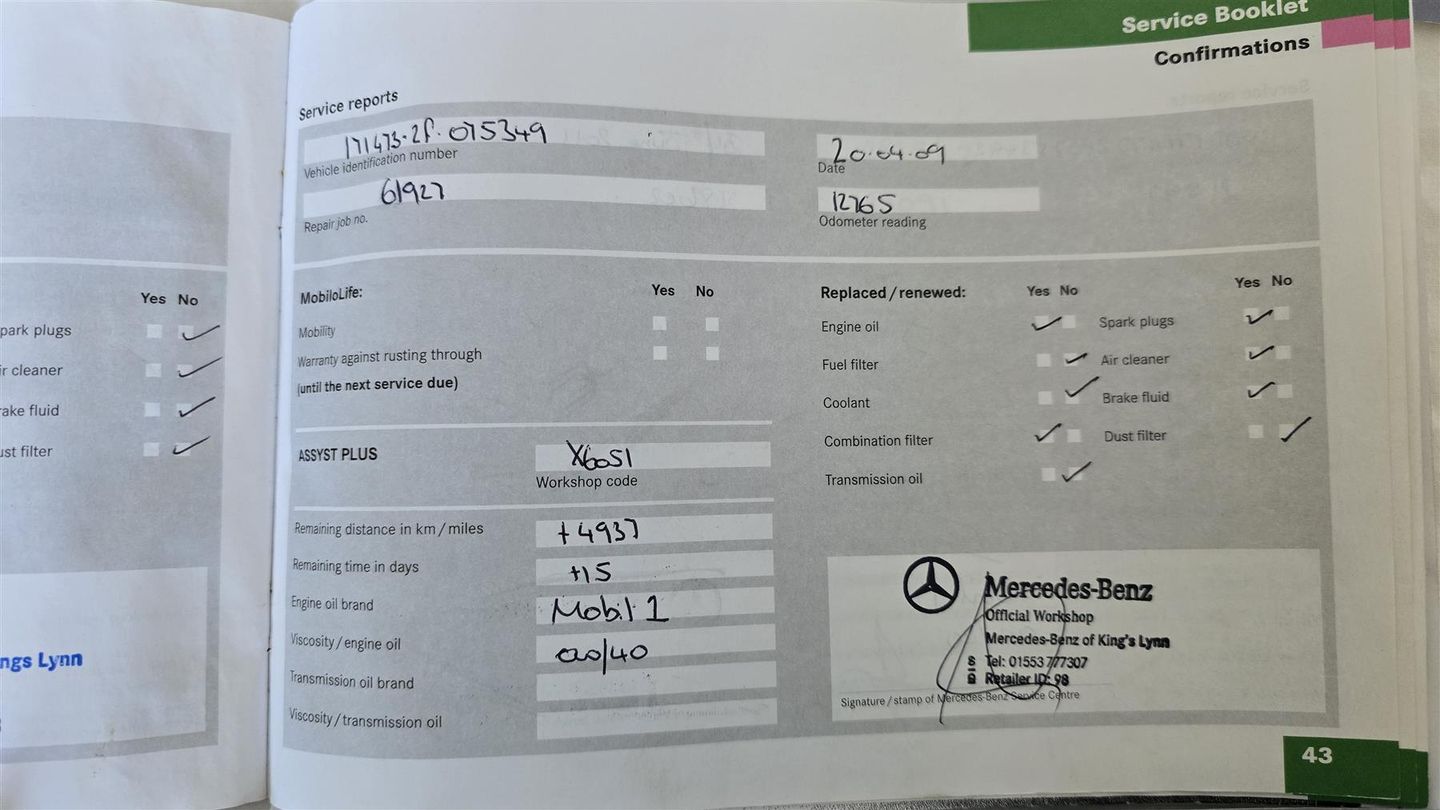 Service Booklet
Confirmations
Service reports
171473-2f. 075349
Vehicle identification number
20.04.09
Date
61927
Repair job no.
12765
Odometer reading
Yes No
park plugs
ir cleaner
rake fluid
ust filter
ngs Lynn
MobiloLife: Yes No
Mobility
Warranty against rusting through
(until the next service due)
ASSYST PLUS
X6051
Workshop code
Remaining distance in km/miles +4937
Remaining time in days +15
Engine oil brand Mobil 1
Viscosity/engine oil 00/40
Transmission oil brand
Viscosity/transmission oil
Replaced/renewed: Yes No Yes No
Engine oil Spark plugs
Fuel filter Air cleaner
Coolant Brake fluid
Combination filter Dust filter
Transmission oil
Mercedes-Benz
Official Workshop
Mercedes-Benz of King's Lynn
Tel: 01553 777307
Retailer ID: 98
Signature/stamp of Mercedes-Benz Service Centre
43